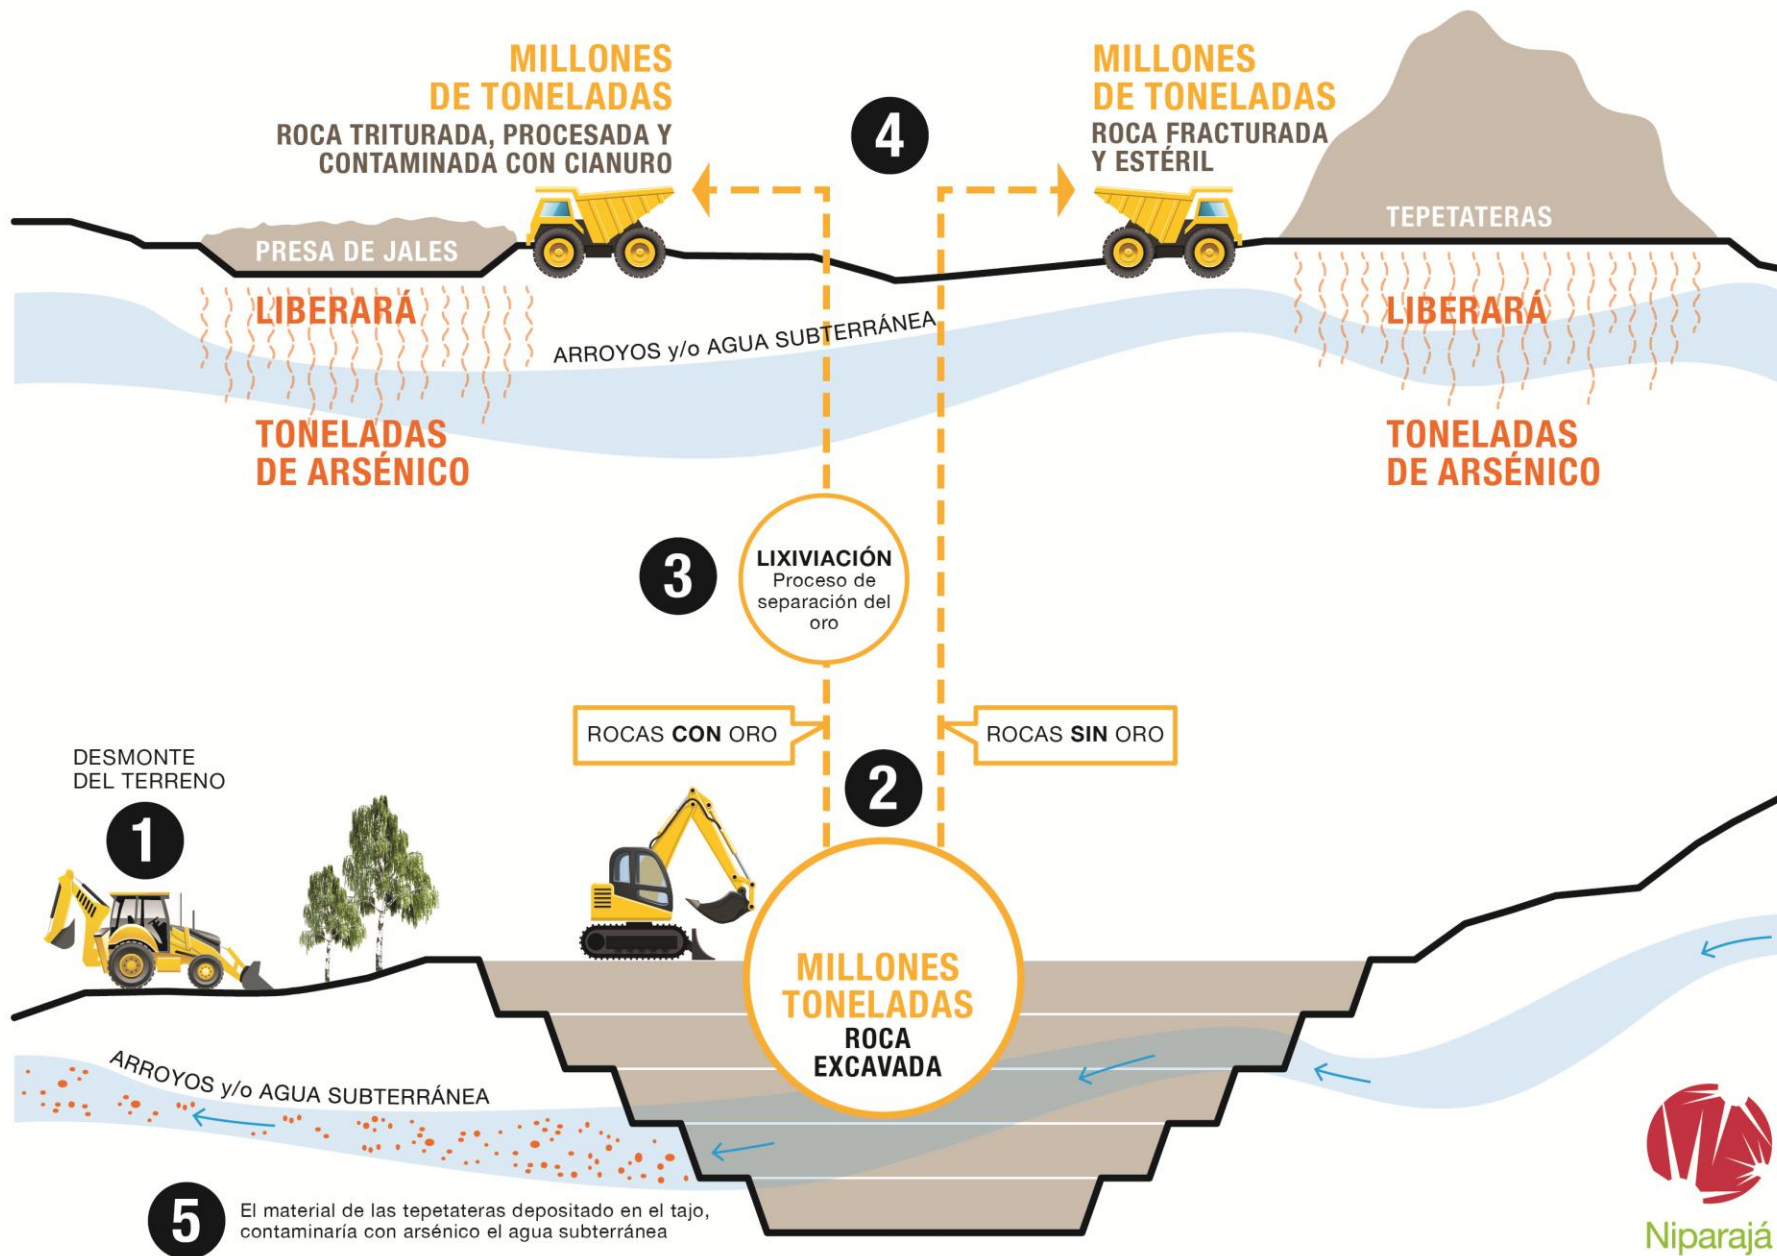 MILLONES
DE TONELADAS
ROCA TRITURADA, PROCESADA Y
CONTAMINADA CON CIANURO
4
MILLONES
DE TONELADAS
ROCA FRACTURADA
Y ESTÉRIL
PRESA DE JALES
TEPETATERAS
LIBERARÁ
TONELADAS
DE ARSÉNICO
ARROYOS y/o AGUA SUBTERRÁNEA
LIBERARÁ
TONELADAS
DE ARSÉNICO
3
LIXIVIACIÓN
Proceso de
separación del
oro
ROCAS CON ORO
ROCAS SIN ORO
DESMONTE
DEL TERRENO
1
2
MILLONES
TONELADAS
ROCA
EXCAVADA
ARROYOS y/o AGUA SUBTERRÁNEA
5
El material de las tepetateras depositado en el tajo,
contaminaría con arsénico el agua subterránea
Niparajá